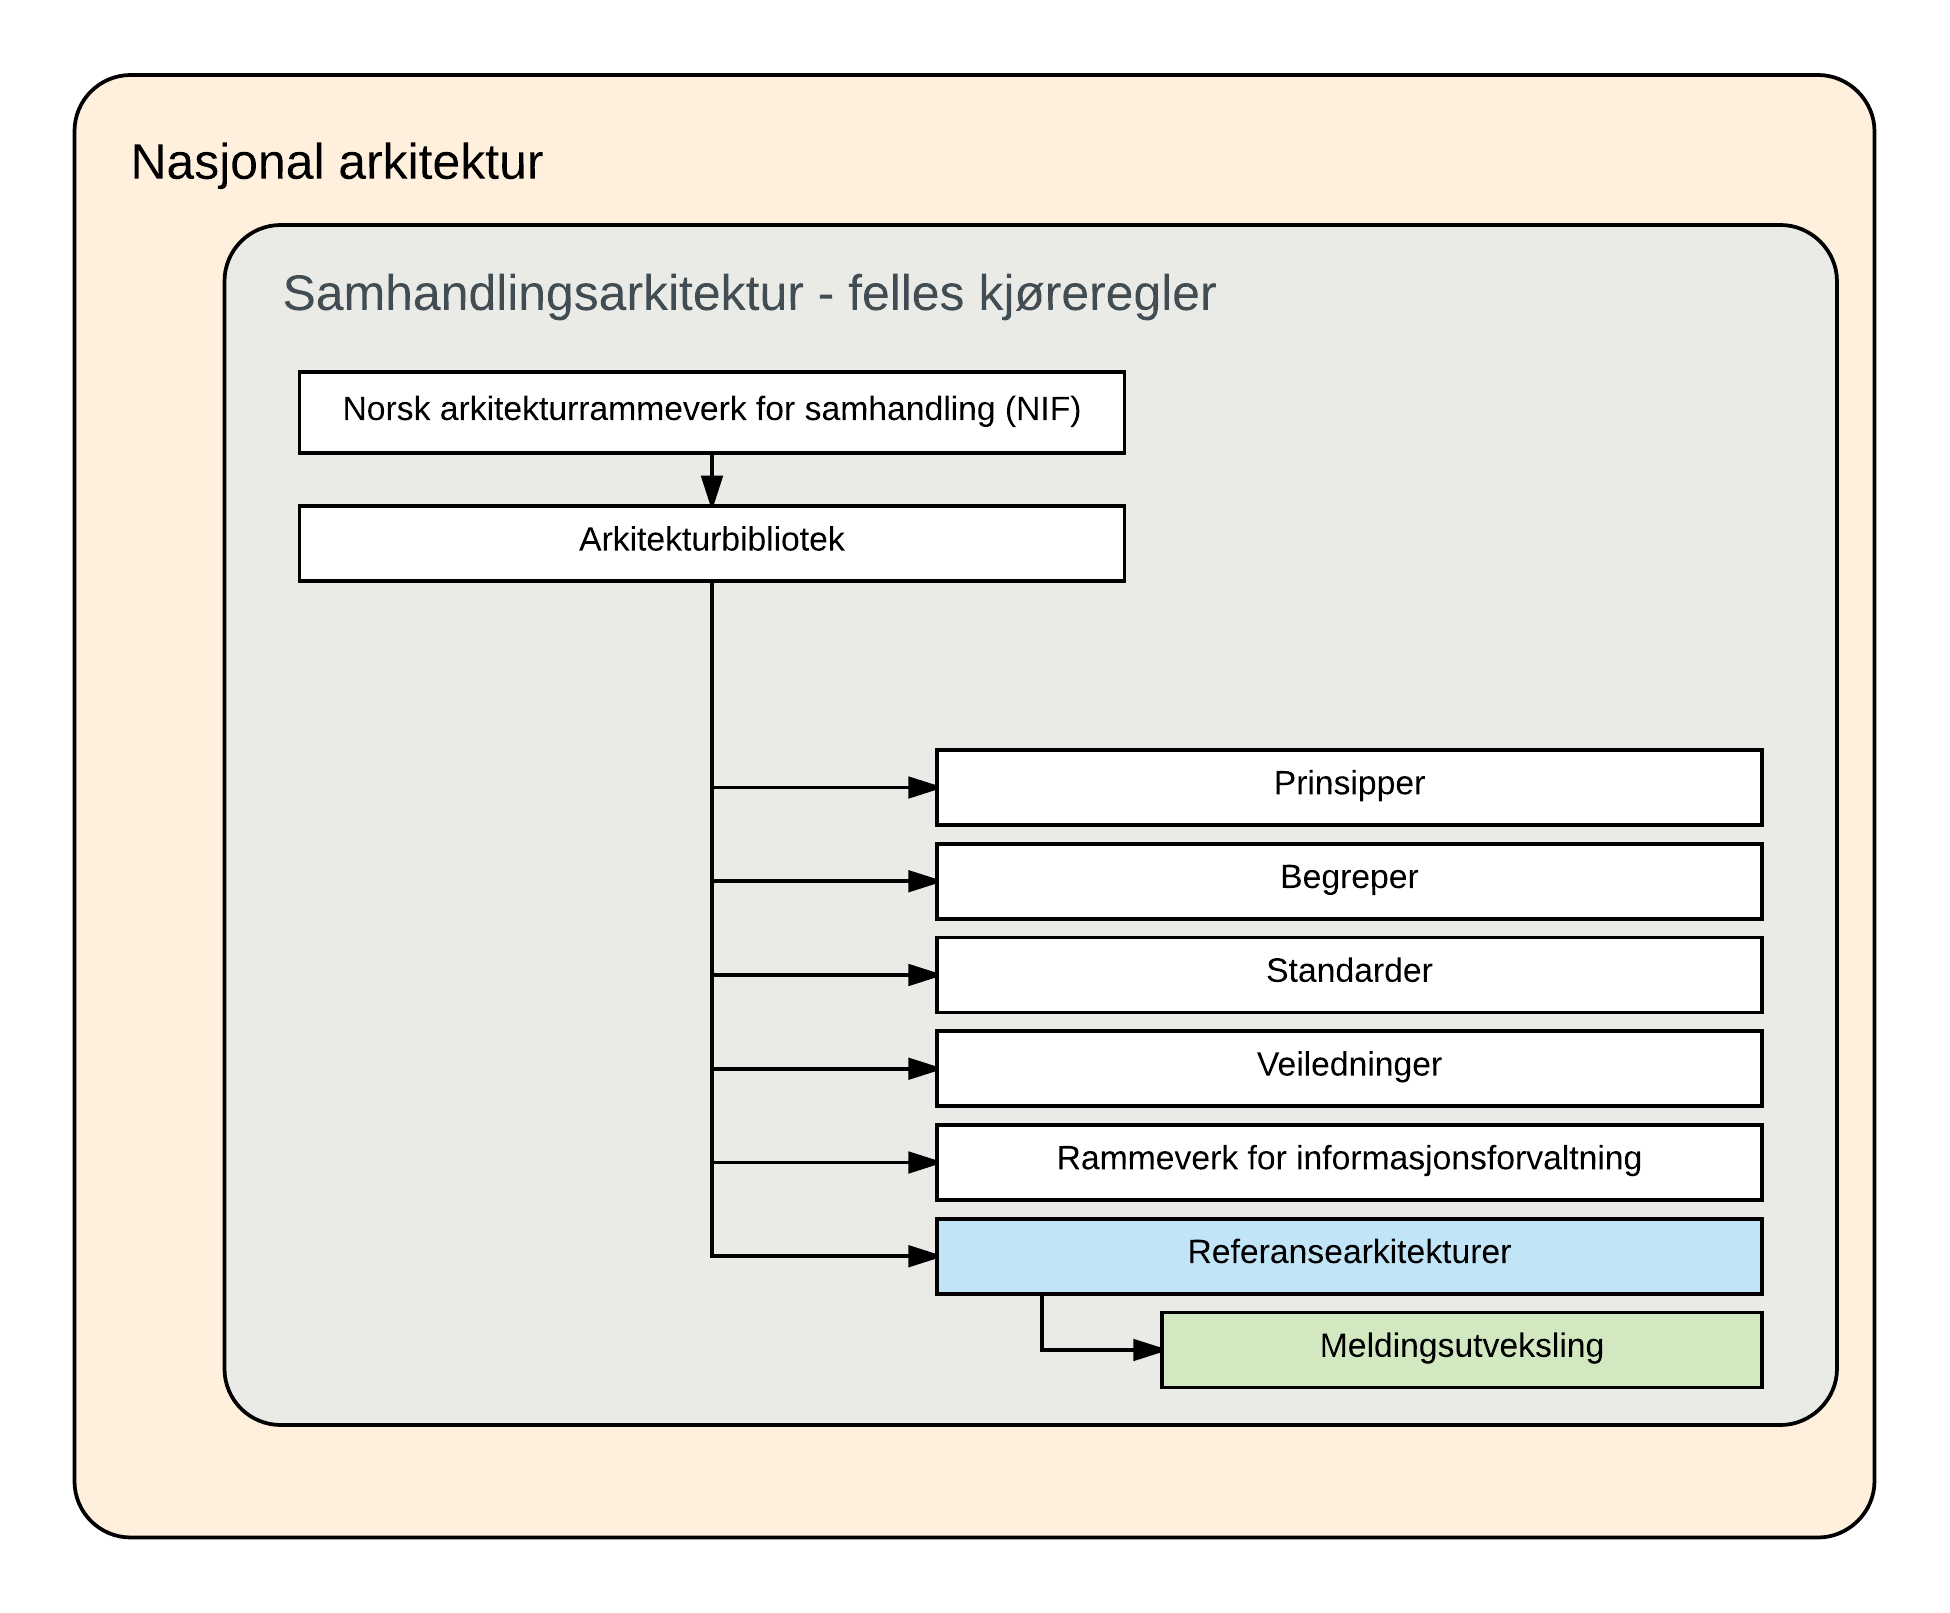 Nasjonal arkitektur
Samhandlingsarkitektur - felles kjøreregler
Norsk arkitekturrammeverk for samhandling (NIF)
Arkitekturbibliotek
Prinsipper
Begreper
Standarder
Veiledninger
Rammeverk for informasjonsforvaltning
Referansearkitekturer
Meldingsutveksling